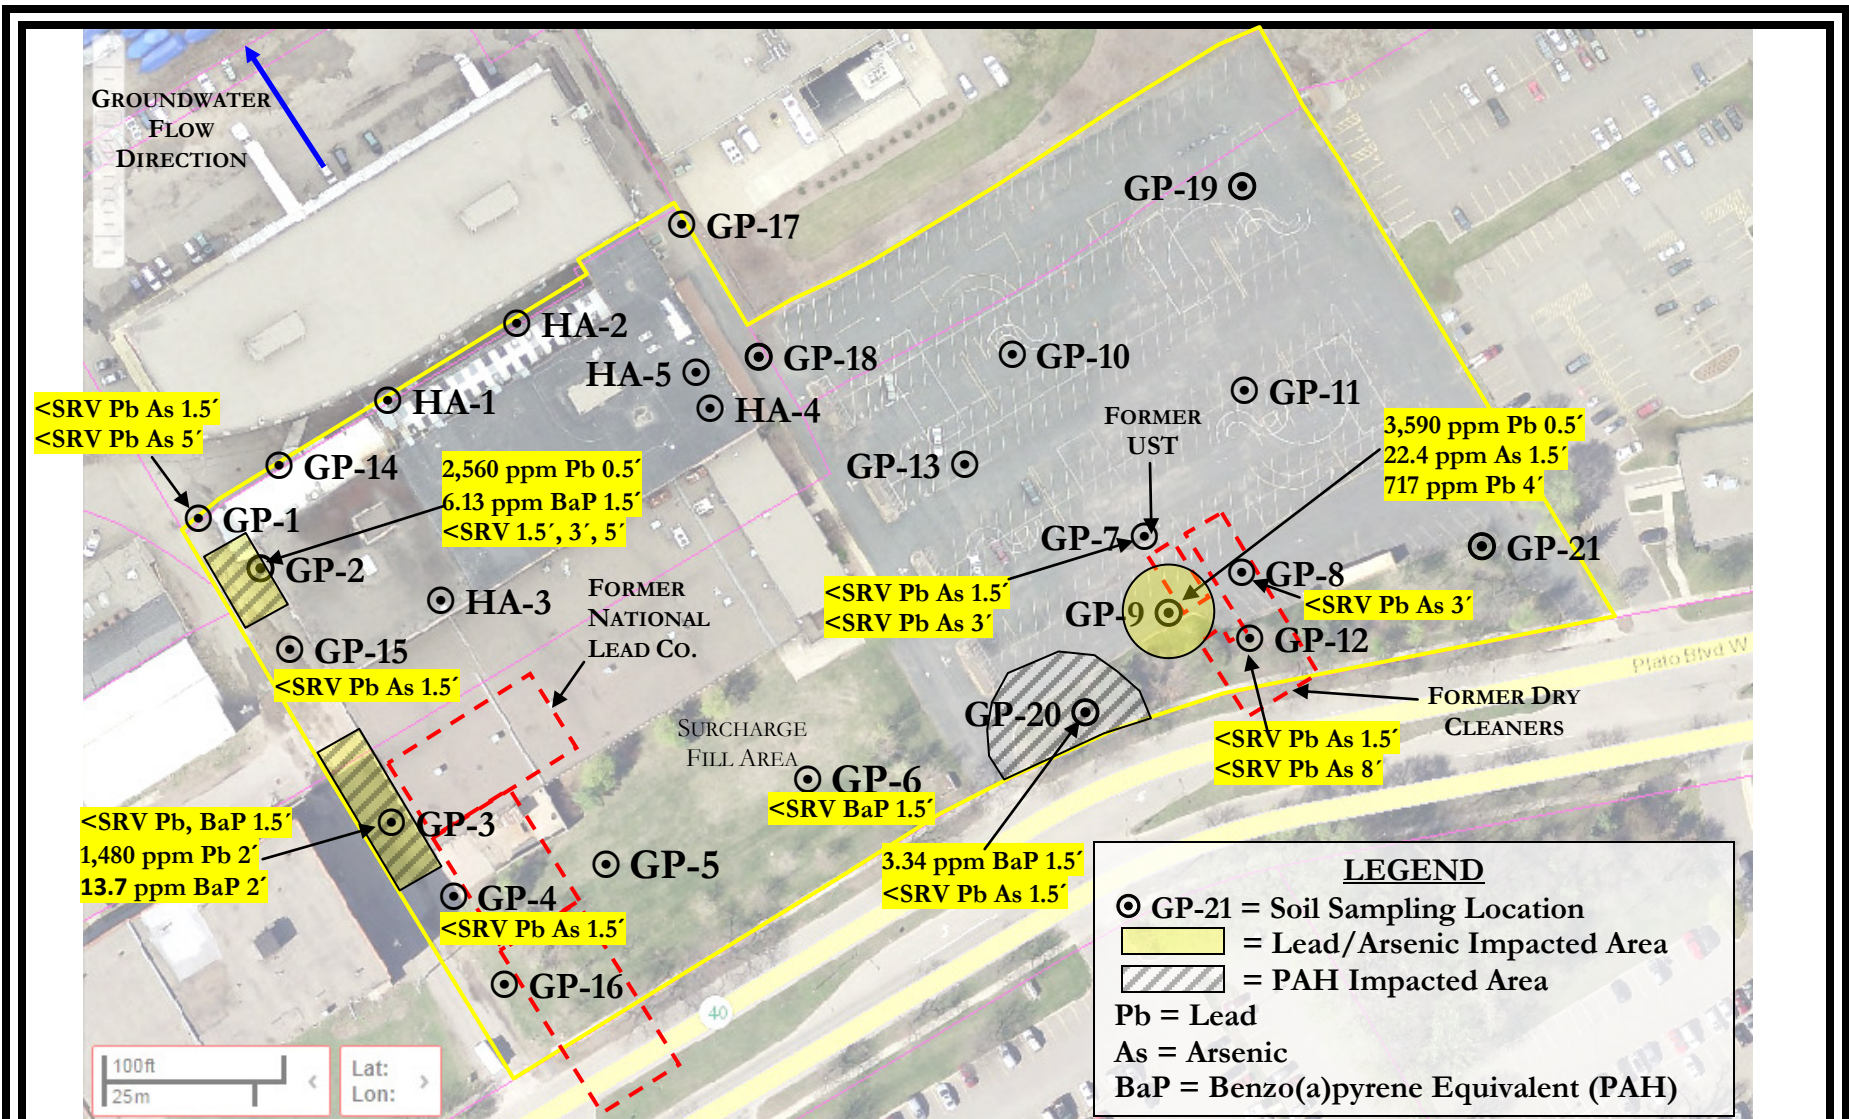 GROUNDWATER
FLOW
DIRECTION
GP-17
GP-19
HA-2
HA-5
GP-18
GP-10
HA-1
HA-4
GP-11
<SRV Pb As 1.5´
<SRV Pb As 5´
GP-14
GP-1
2,560 ppm Pb 0.5´
6.13 ppm BaP 1.5´
<SRV 1.5´, 3´, 5´
GP-2
GP-13
FORMER
UST
3,590 ppm Pb 0.5´
22.4 ppm As 1.5´
717 ppm Pb 4´
GP-7
GP-21
GP-8
<SRV Pb As 3´
<SRV Pb As 1.5´
<SRV Pb As 3´
GP-9
HA-3
FORMER
NATIONAL
LEAD CO.
GP-12
GP-15
<SRV Pb As 1.5´
Plato Blvd W
FORMER DRY
CLEANERS
GP-20
<SRV Pb As 1.5´
<SRV Pb As 8´
SURCHARGE
FILL AREA
GP-6
<SRV BaP 1.5´
GP-3
<SRV Pb, BaP 1.5´
1,480 ppm Pb 2´
13.7 ppm BaP 2´
GP-5
GP-4
<SRV Pb As 1.5´
3.34 ppm BaP 1.5´
<SRV Pb As 1.5´
GP-16
40
100ft
25m
Lat:
Lon:
LEGEND
GP-21 = Soil Sampling Location
= Lead/Arsenic Impacted Area
= PAH Impacted Area
Pb = Lead
As = Arsenic
BaP = Benzo(a)pyrene Equivalent (PAH)